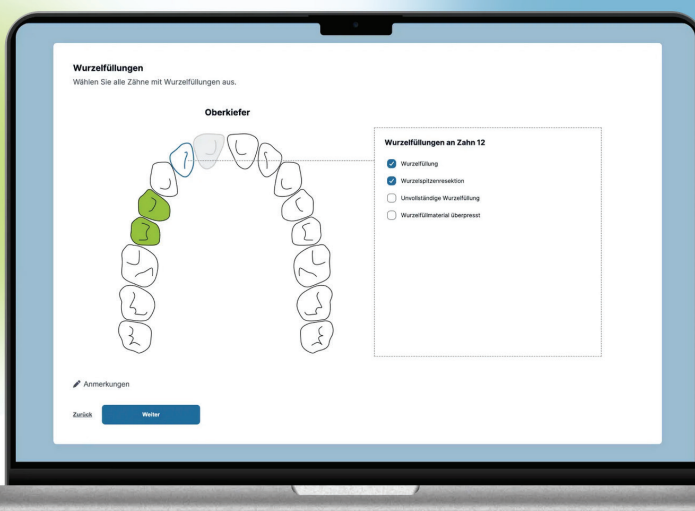 Wurzelfüllungen
Wählen Sie alle Zähne mit Wurzelfüllungen aus.
Oberkiefer
Wurzelfüllungen an Zahn 12
Wurzelfüllung
Wurzelspitzenresektion
Unvollständige Wurzelfüllung
Wurzelfüllmaterial überpresst
Anmerkungen
Zurück
Weiter